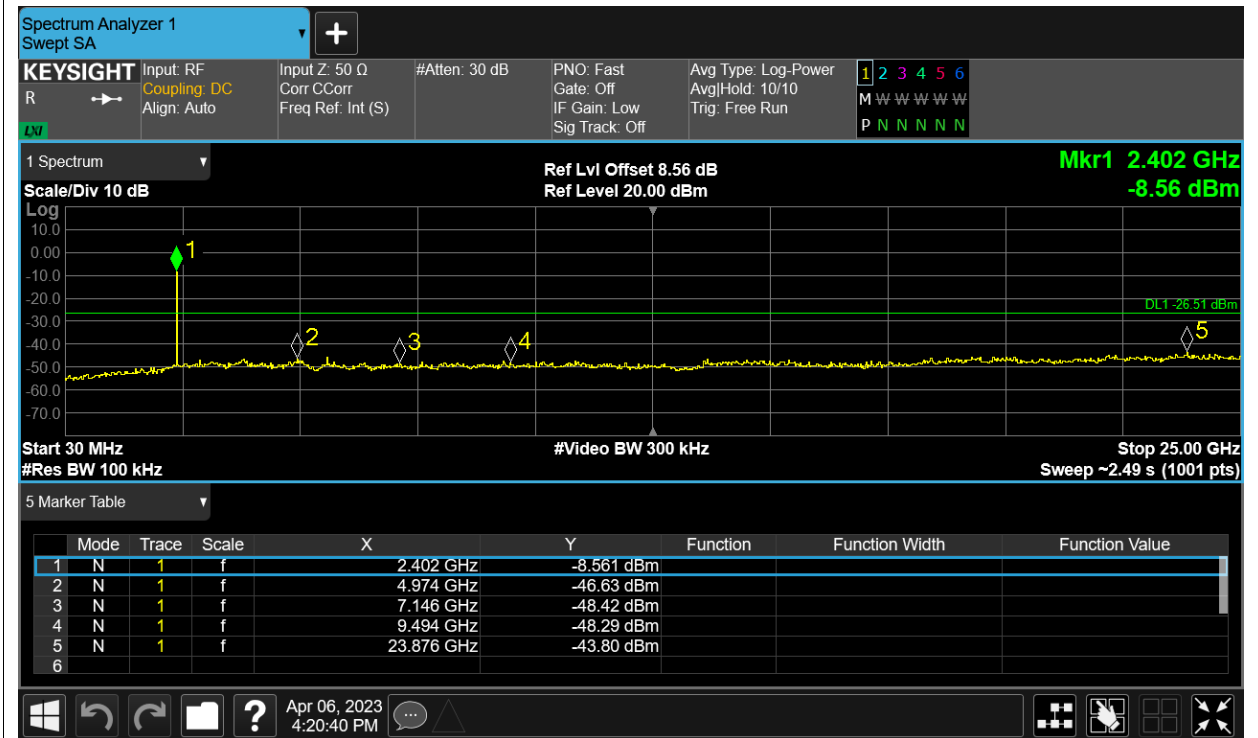 Spectrum Analyzer 1
Swept SA
KEYSIGHT
R
LXI
Input: RF
Coupling: DC
Align: Auto
Input Z: 50 Ω
Corr CCorr
Freq Ref: Int (S)
#Atten: 30 dB
PNO: Fast
Gate: Off
IF Gain: Low
Sig Track: Off
Avg Type: Log-Power
Avg|Hold: 10/10
Trig: Free Run
1 2 3 4 5 6
M W W W W W
P N N N N N N
1 Spectrum
Scale/Div 10 dB
Ref Lvl Offset 8.56 dB
Ref Level 20.00 dBm
Mkr1 2.402 GHz
-8.56 dBm
Log
10.0
0.00
-10.0
-20.0
-30.0
-40.0
-50.0
-60.0
-70.0
1
2
3
4
5
DL1 -26.51 dBm
Start 30 MHz
#Video BW 300 kHz
Stop 25.00 GHz
#Res BW 100 kHz
Sweep ~2.49 s (1001 pts)
5 Marker Table
Mode Trace Scale X Y Function Function Width Function Value
1 N 1 f 2.402 GHz -8.561 dBm
2 N 1 f 4.974 GHz -46.63 dBm
3 N 1 f 7.146 GHz -48.42 dBm
4 N 1 f 9.494 GHz -48.29 dBm
5 N 1 f 23.876 GHz -43.80 dBm
6
?
Apr 06, 2023
4:20:40 PM